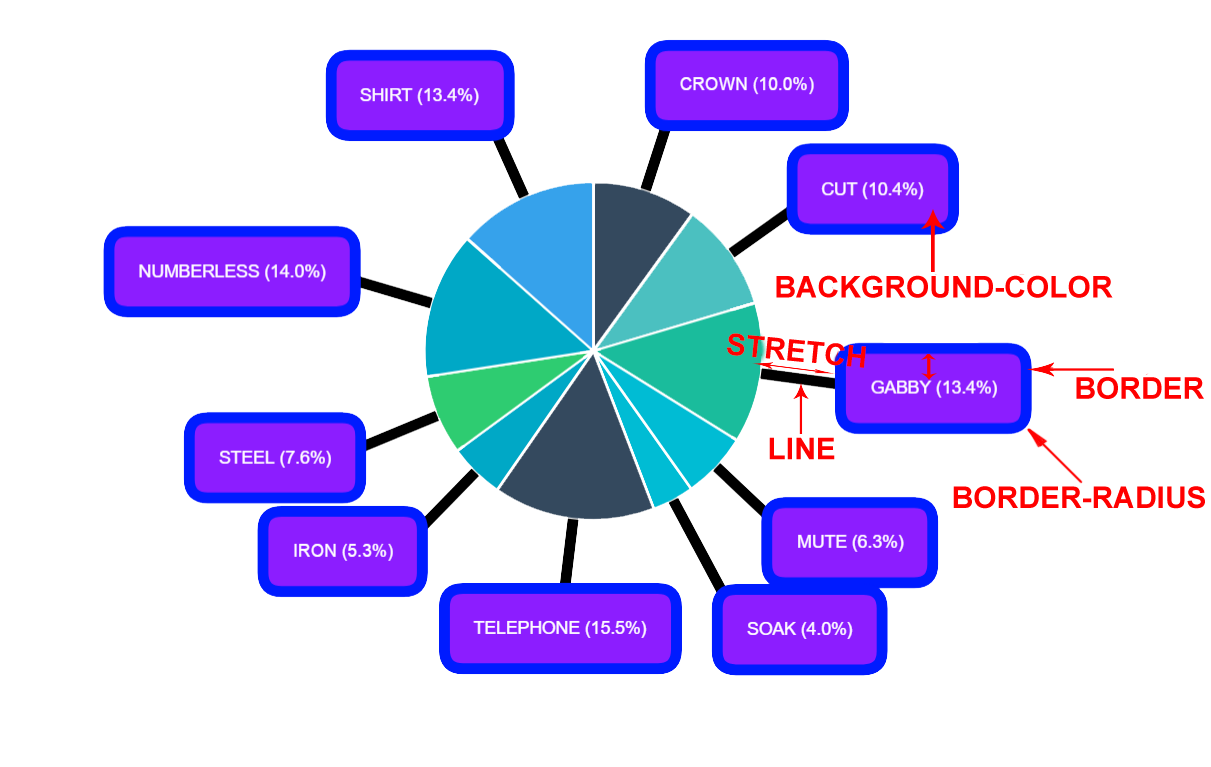 CROWN (10.0%)
SHIRT (13.4%)
CUT (10.4%)
NUMBERLESS (14.0%)
BACKGROUND-COLOR
STRETCH
GABBY (13.4%)
BORDER
LINE
STEEL (7.6%)
BORDER-RADIUS
MUTE (6.3%)
IRON (5.3%)
TELEPHONE (15.5%)
SOAK (4.0%)